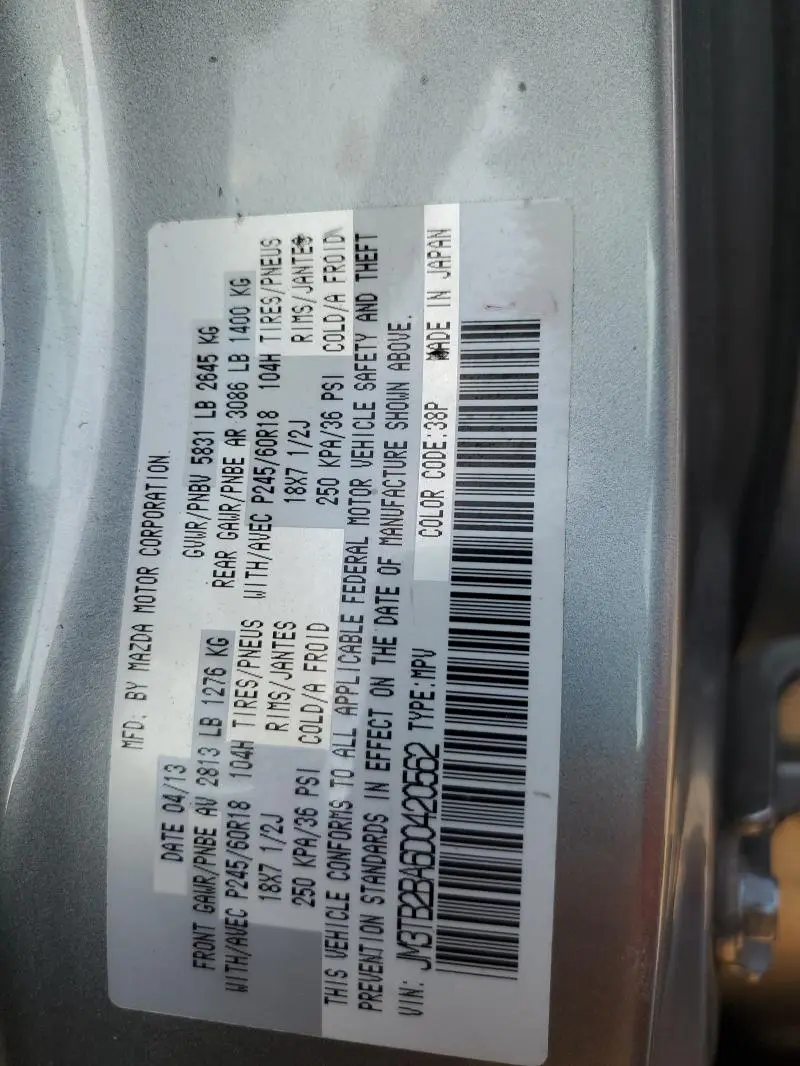 MFD. BY MAZDA MOTOR CORPORATION
DATE 04/13 GVWR/PNBV 5831 LB 2645 KG
FRONT GAWR/PNBE AV 2813 LB 1276 KG REAR GAWR/PNBE AR 3086 LB 1400 KG
WITH/AVEC P245/60R18 104H TIRES/PNEUS WITH/AVEC P245/60R18 104H TIRES/PNEUS
18X7 1/2J RIMS/JANTES 18X7 1/2J RIMS/JANTES
250 KPA/36 PSI COLD/A FROID 250 KPA/36 PSI COLD/A FROID
THIS VEHICLE CONFORMS TO ALL APPLICABLE FEDERAL MOTOR VEHICLE SAFETY AND THEFT
PREVENTION STANDARDS IN EFFECT ON THE DATE OF MANUFACTURE SHOWN ABOVE.
VIN: JM3TB2BA6D0420562 TYPE:MPV COLOR CODE:38P MADE IN JAPAN